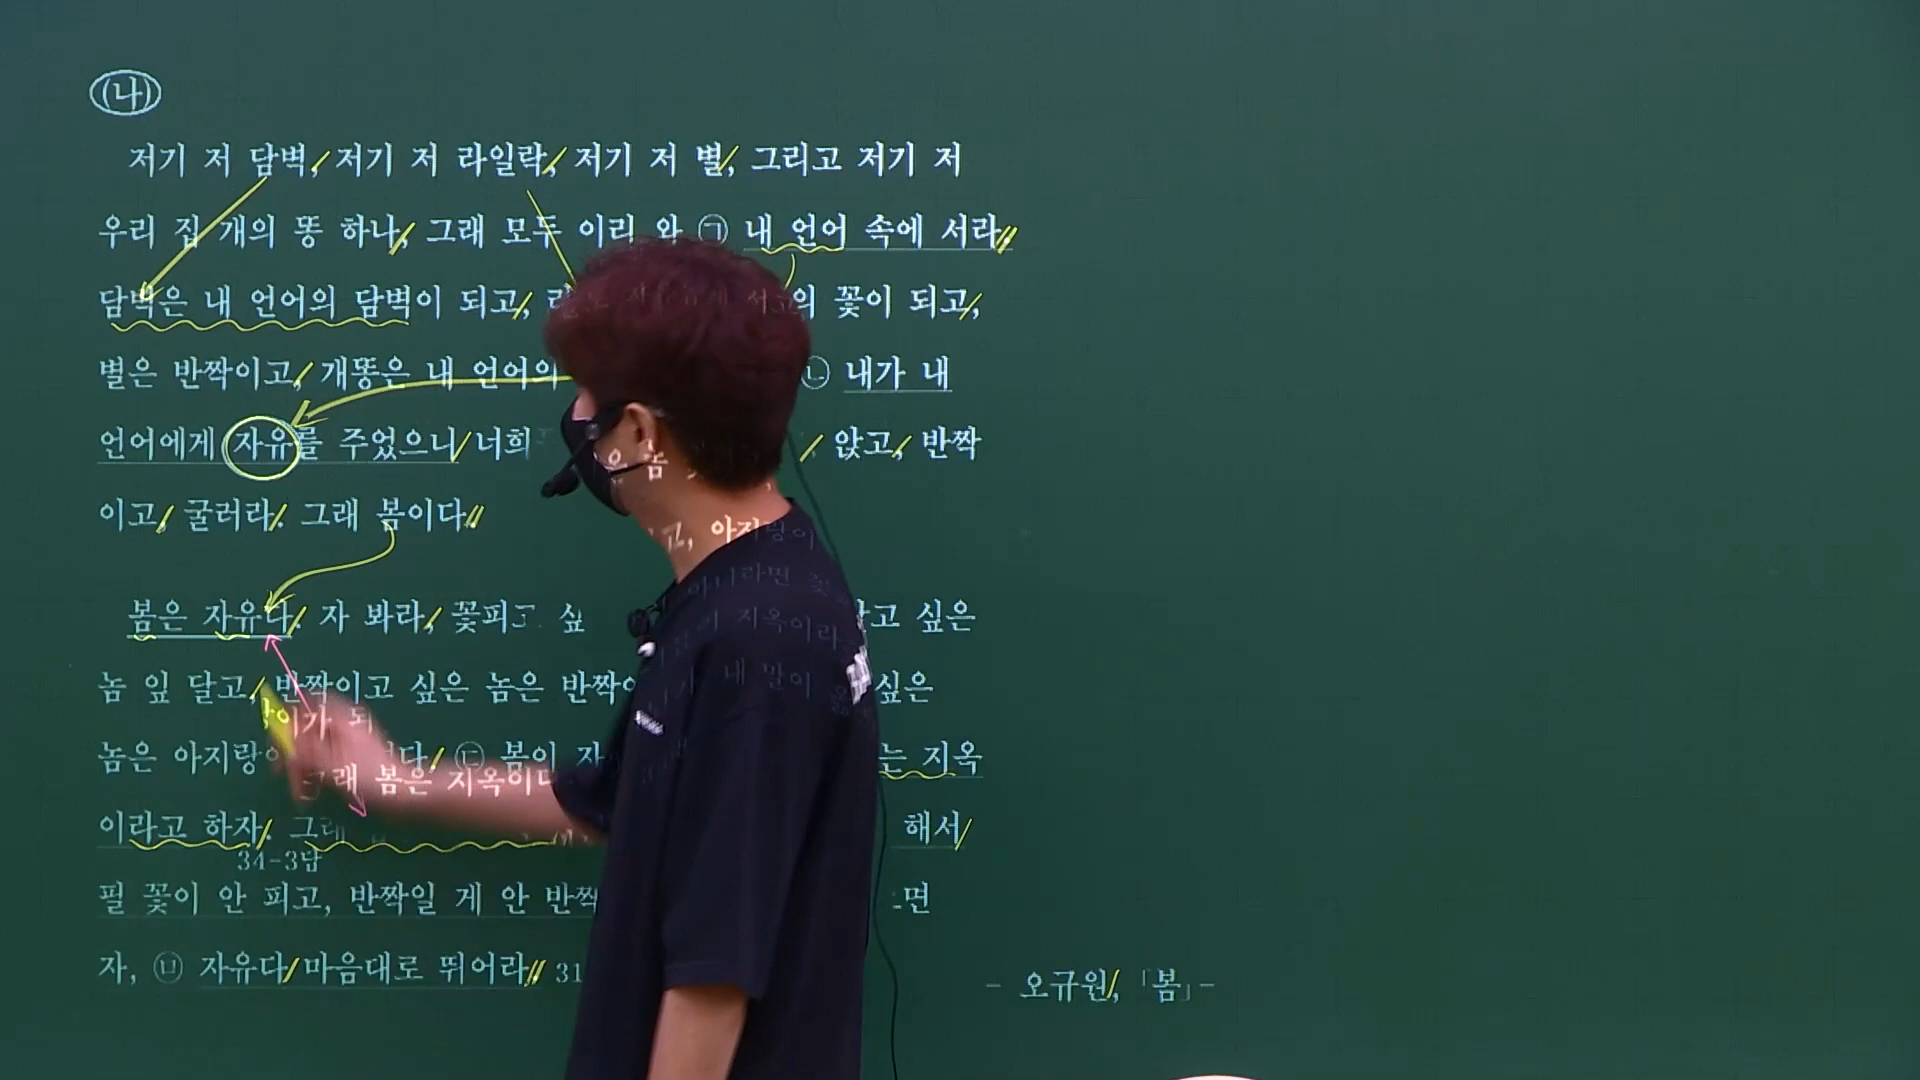 (나)
저기 저 담벽, 저기 저 라일락, 저기 저 별, 그리고 저기 저
우리 집 개의 똥 하나, 그래 모두 이리 와 ㉠ 내 언어 속에 서라.
담벽은 내 언어의 담벽이 되고, 의 꽃이 되고,
별은 반짝이고, 개똥은 내 언어의 ㉡ 내가 내
언어에게 자유를 주었으니 너희 앉고, 반짝
이고, 굴러라. 그래 봄이다.
봄은 자유다. 자 봐라, 꽃피고 싶 달고 싶은
놈 잎 달고, 반짝이고 싶은 놈은 반짝이 싶은
놈은 아지랑이 다. ㉢ 봄이 자 는 지옥
이라고 하자. 그래 해서
34-3답
필 꽃이 안 피고, 반짝일 게 안 반짝 면
자, ㉤ 자유다 마음대로 뛰어라. 31
- 오규원, 「봄」-